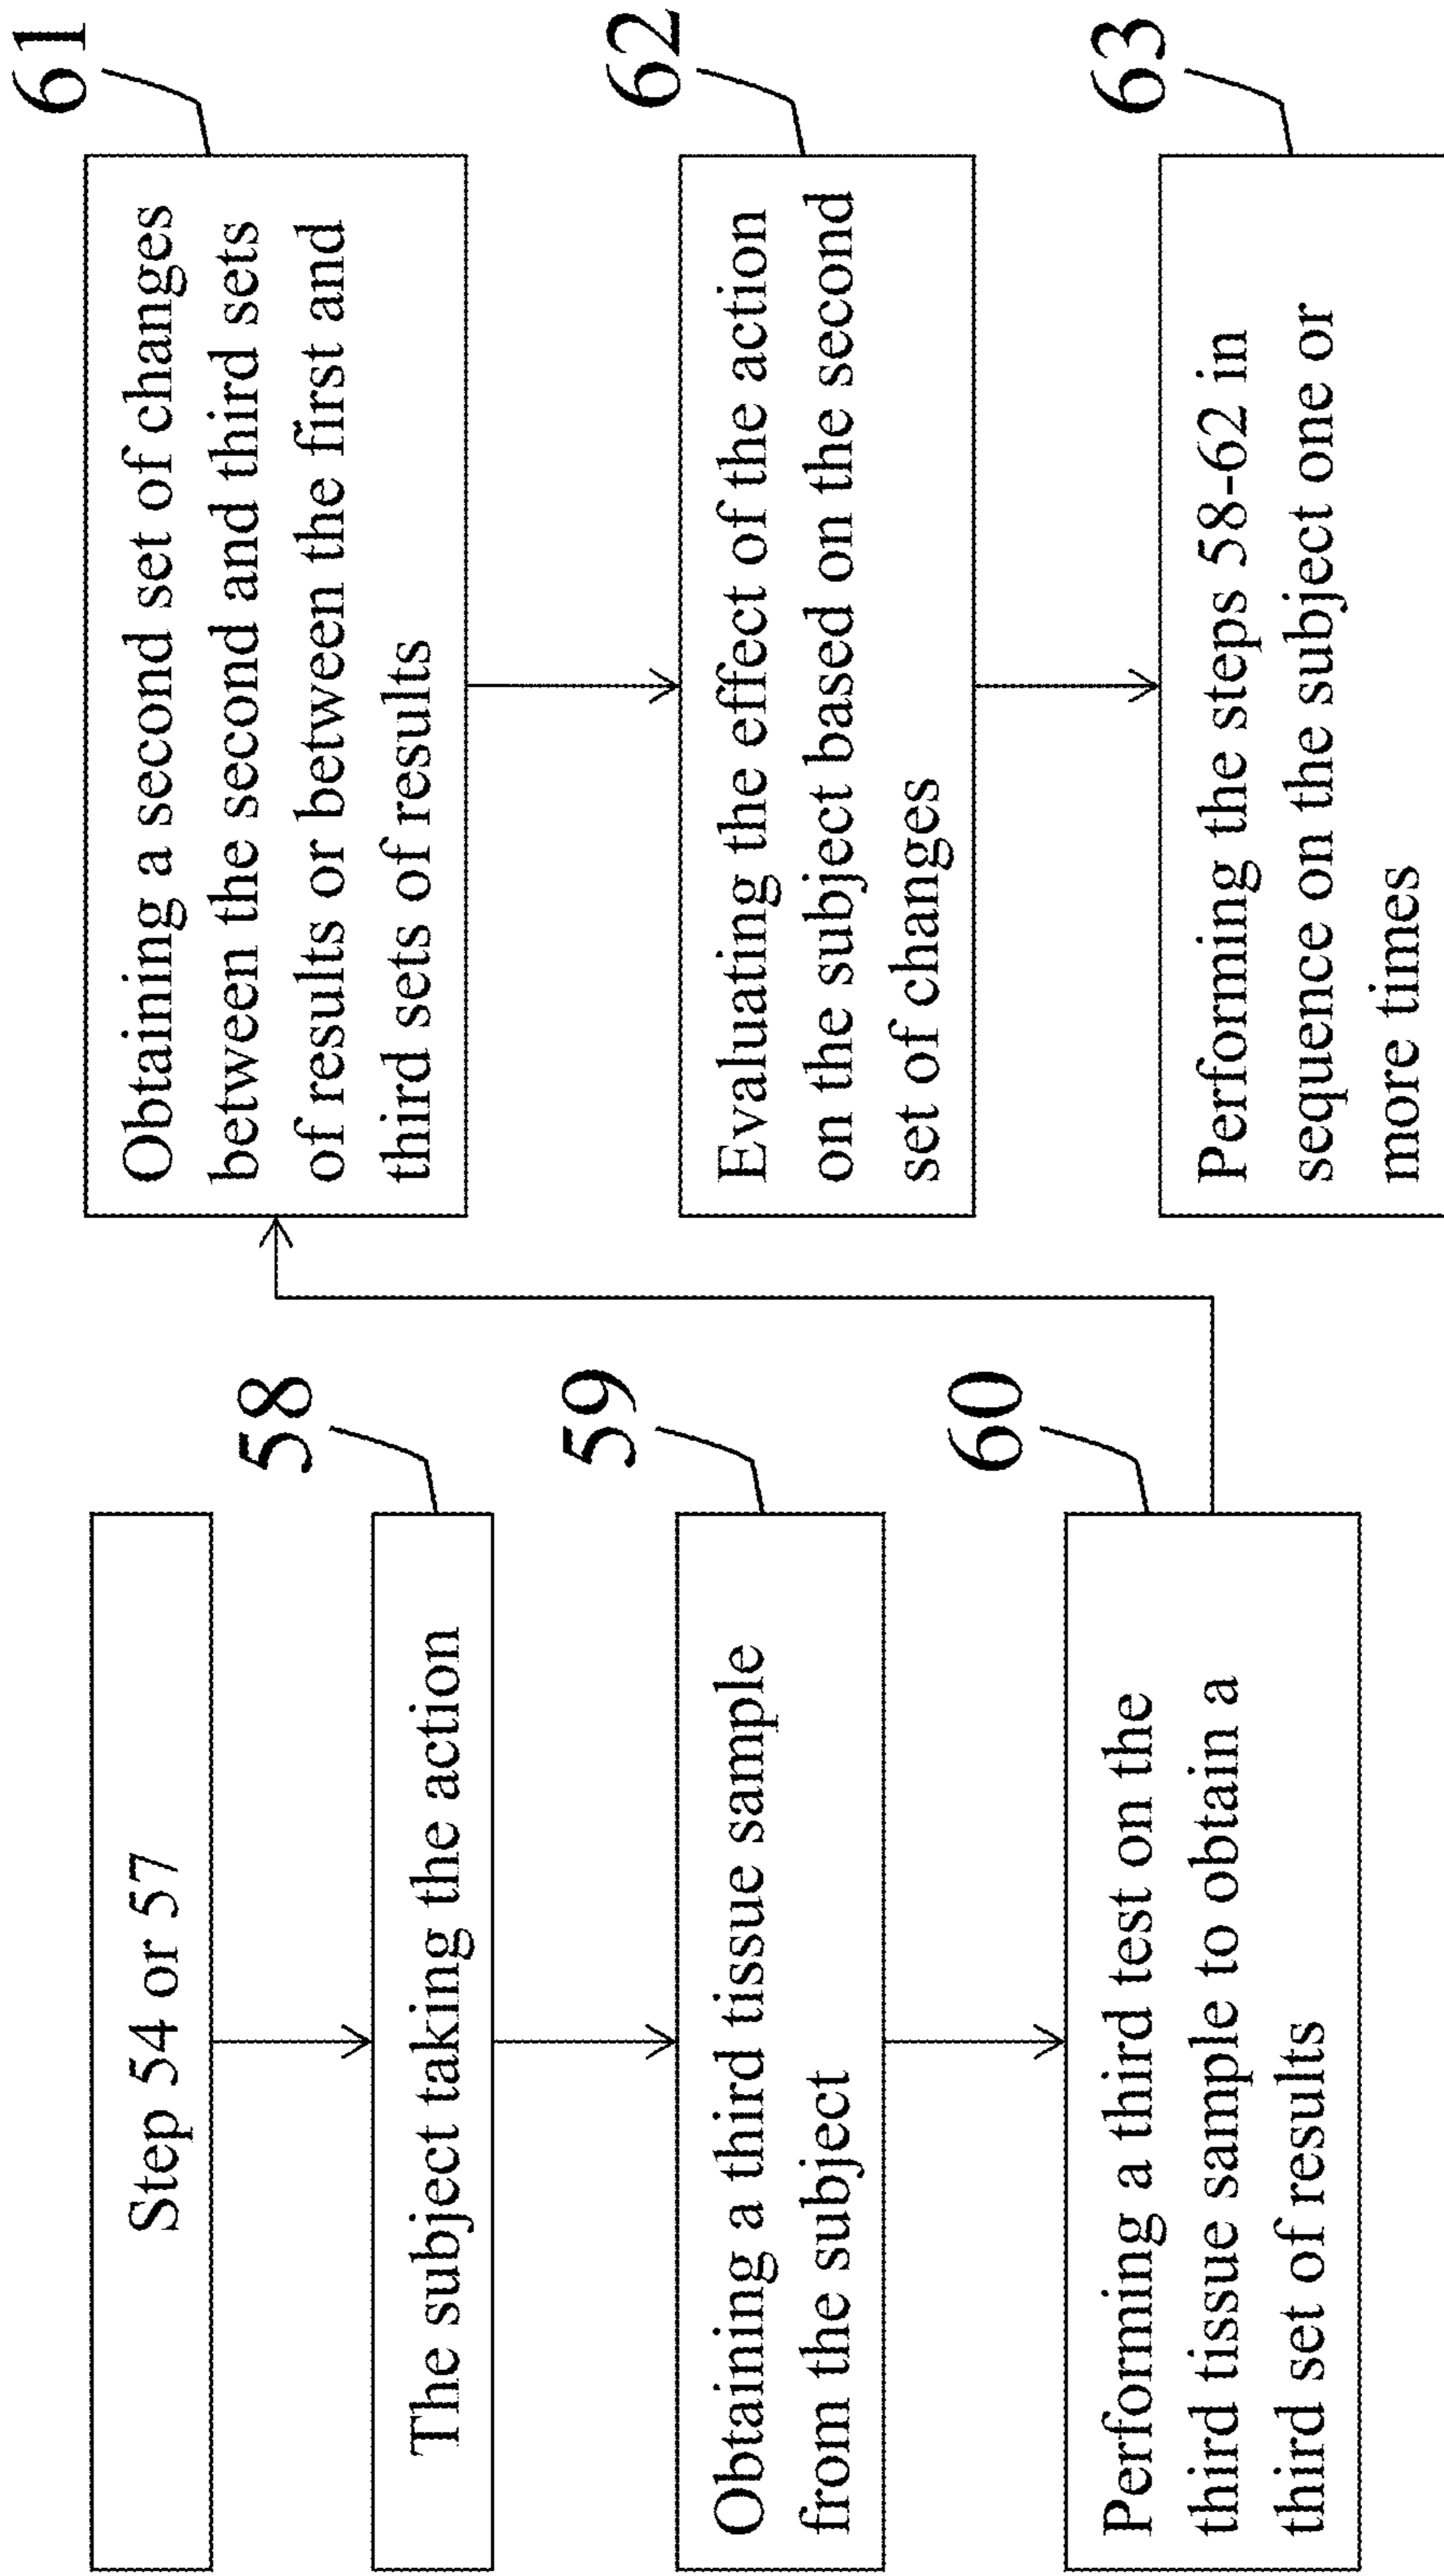 Step 54 or 57
58
The subject taking the action
59
Obtaining a third tissue sample
from the subject
60
Performing a third test on the
third tissue sample to obtain a
third set of results
61
Obtaining a second set of changes
between the second and third sets
of results or between the first and
third sets of results
62
Evaluating the effect of the action
on the subject based on the second
set of changes
63
Performing the steps 58-62 in
sequence on the subject one or
more times